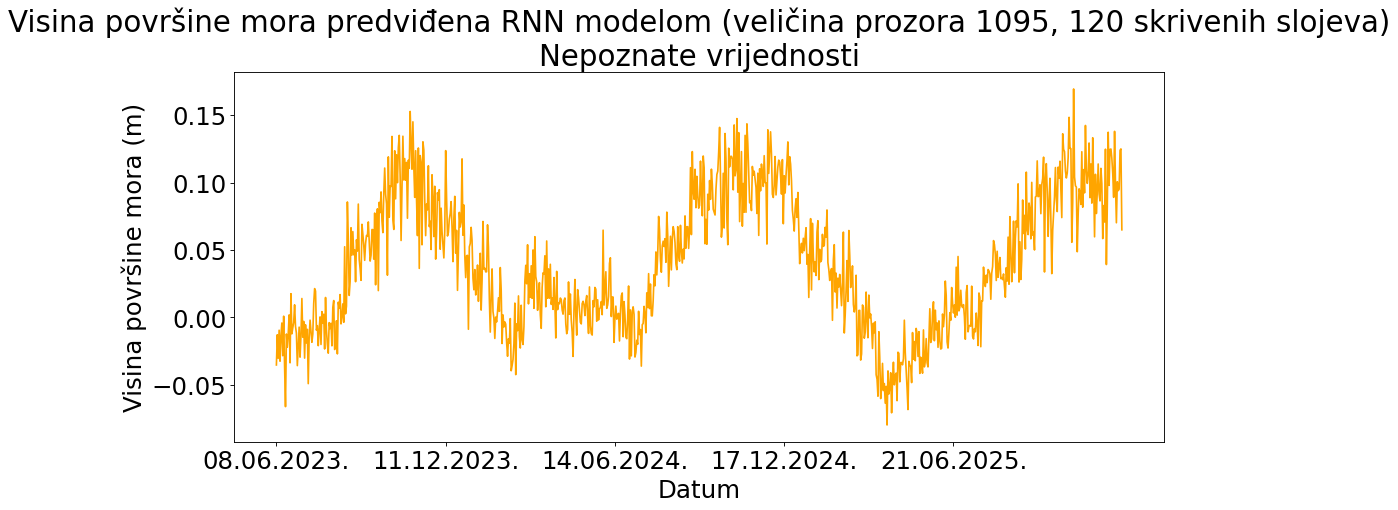 Visina površine mora predviđena RNN modelom (veličina prozora 1095, 120 skrivenih slojeva)
Nepoznate vrijednosti
Visina površine mora (m)
0.15
0.10
0.05
0.00
−0.05
08.06.2023.
11.12.2023.
14.06.2024.
17.12.2024.
21.06.2025.
Datum